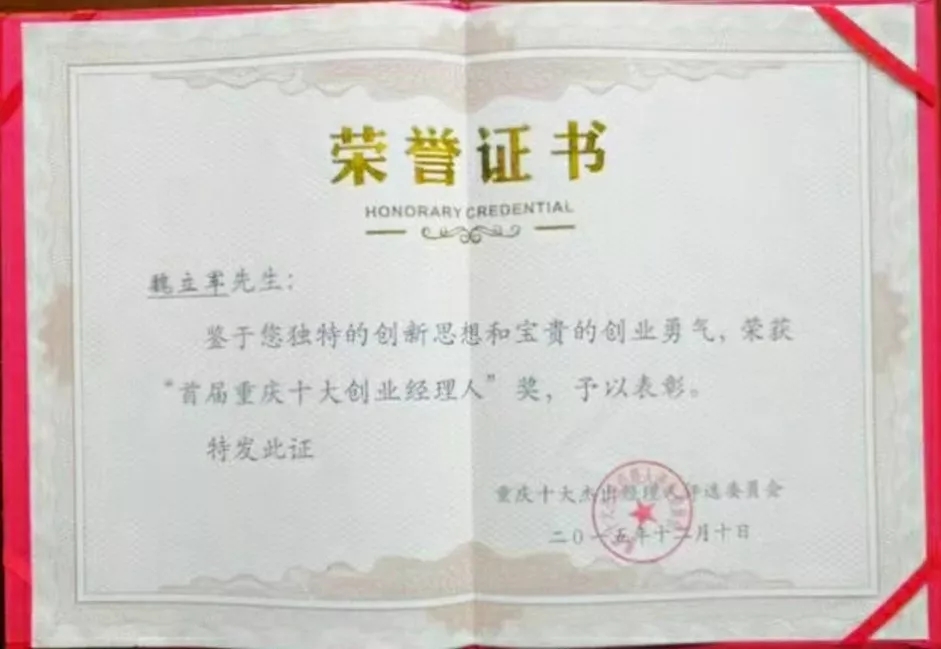 荣誉证书
HONORARY CREDENTIAL
魏立军先生：
鉴于您独特的创新思想和宝贵的创业勇气，荣获
“首届重庆十大创业经理人”奖，予以表彰。
特发此证
重庆十大杰出经理人评选委员会
二〇一五年十二月十日